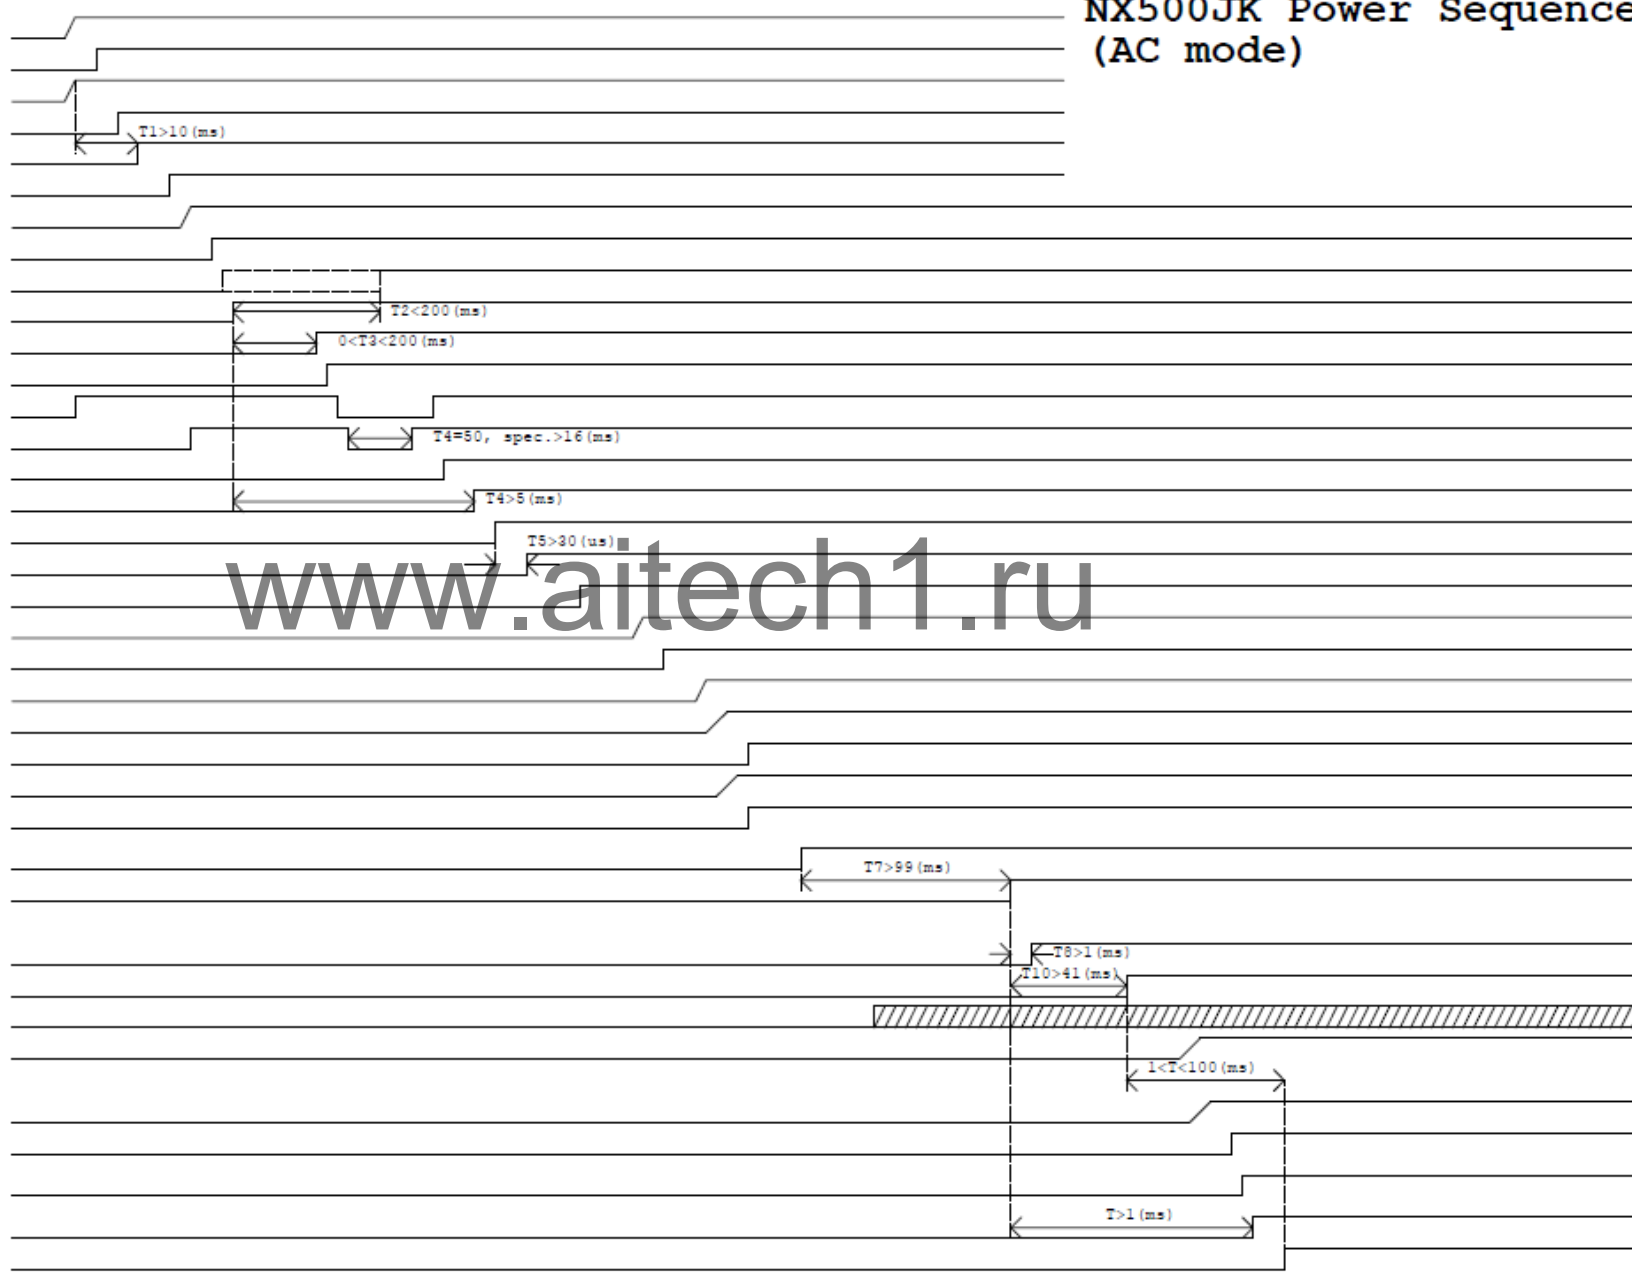 NX500JK Power Sequence
(AC mode)
T1>10(ms)
T2<200(ms)
0<T3<200(ms)
T4=50, spec.>16(ms)
T4>5(ms)
T5>30(us)
www.aitech1.ru
T7>99(ms)
T8>1(ms)
T10>41(ms)
1<T<100(ms)
T>1(ms)